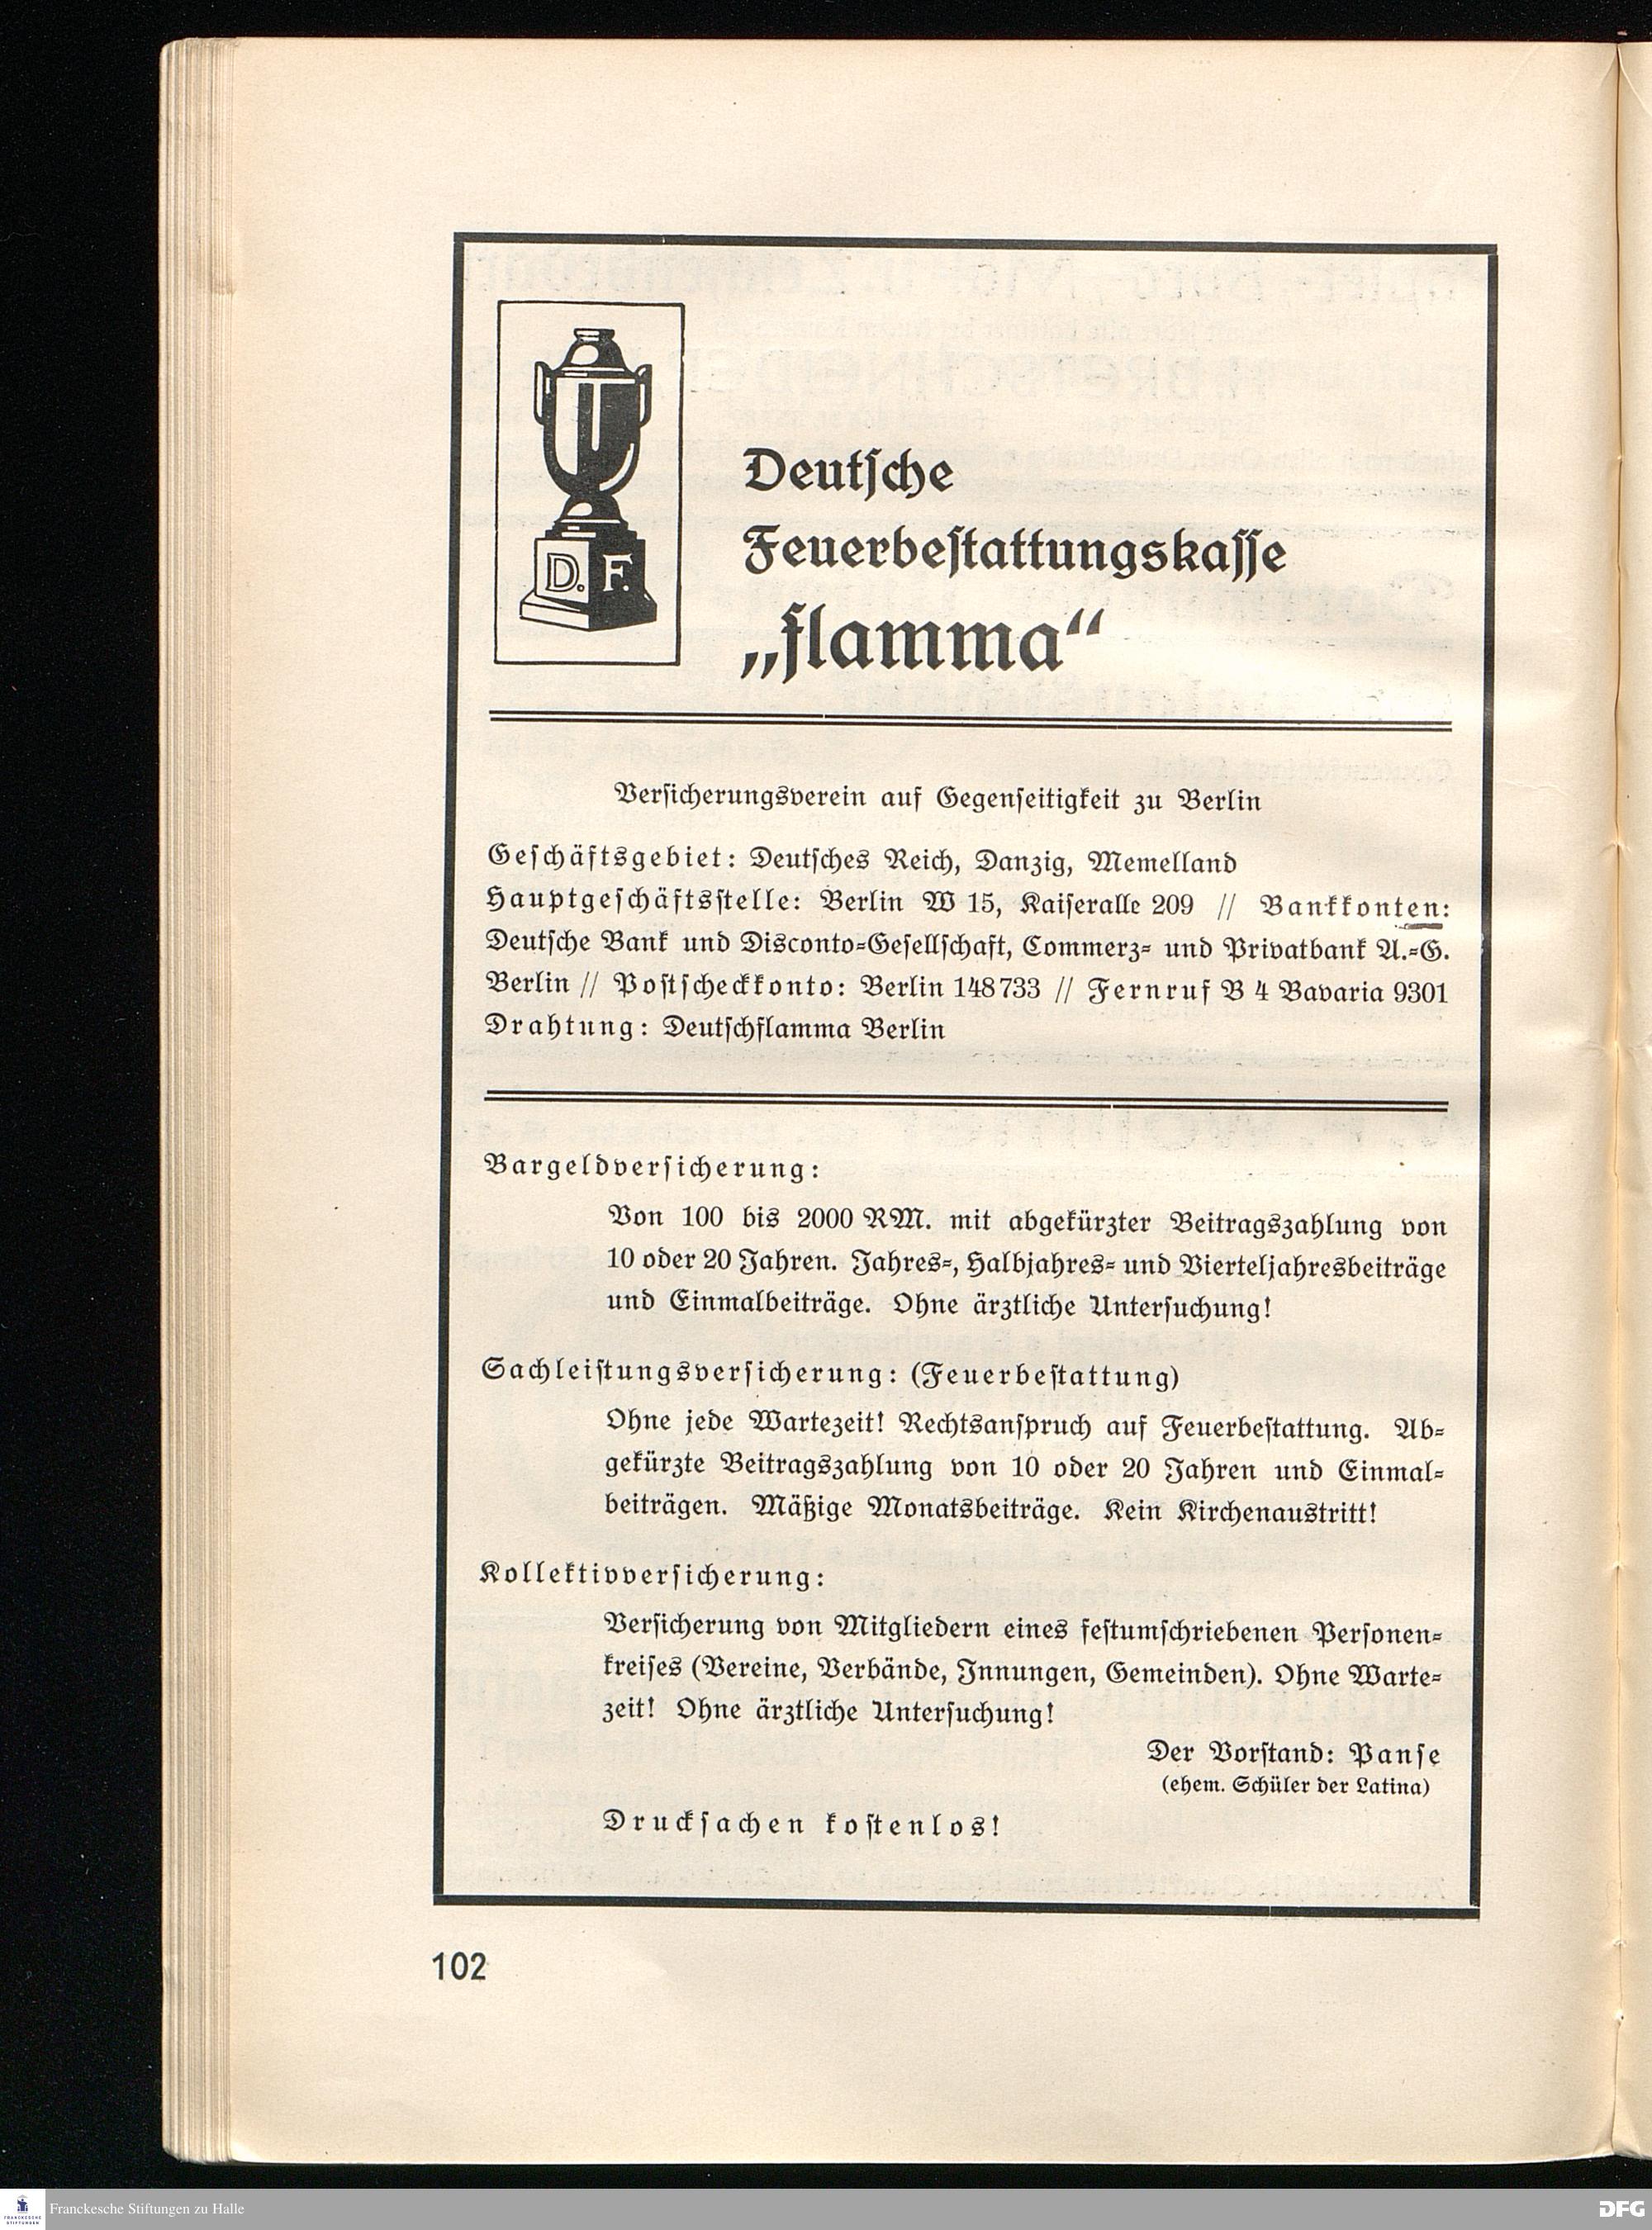 D. F.
Deutsche
Feuerbestattungskasse
„flamma“
Versicherungsverein auf Gegenseitigkeit zu Berlin
Geschäftsgebiet: Deutsches Reich, Danzig, Memelland
Hauptgeschäftsstelle: Berlin W 15, Kaiseralle 209 // Bankkonten:
Deutsche Bank und Disconto-Gesellschaft, Commerz- und Privatbank A.-G.
Berlin // Postscheckkonto: Berlin 148733 // Fernruf B 4 Bavaria 9301
Drahtung: Deutschflamma Berlin
Bargeldversicherung:
Von 100 bis 2000 RM. mit abgekürzter Beitragszahlung von
10 oder 20 Jahren. Jahres-, Halbjahres- und Vierteljahresbeiträge
und Einmalbeiträge. Ohne ärztliche Untersuchung!
Sachleistungsversicherung: (Feuerbestattung)
Ohne jede Wartezeit! Rechtsanspruch auf Feuerbestattung. Ab-
gekürzte Beitragszahlung von 10 oder 20 Jahren und Einmal-
beiträgen. Mäßige Monatsbeiträge. Kein Kirchenaustritt!
Kollektivversicherung:
Versicherung von Mitgliedern eines festumschriebenen Personen-
kreises (Vereine, Verbände, Innungen, Gemeinden). Ohne Warte-
zeit! Ohne ärztliche Untersuchung!
Der Vorstand: Panse
(ehem. Schüler der Latina)
Drucksachen kostenlos!
102
FRANCKESCHE STIFTUNGEN
Franckesche Stiftungen zu Halle
DFG